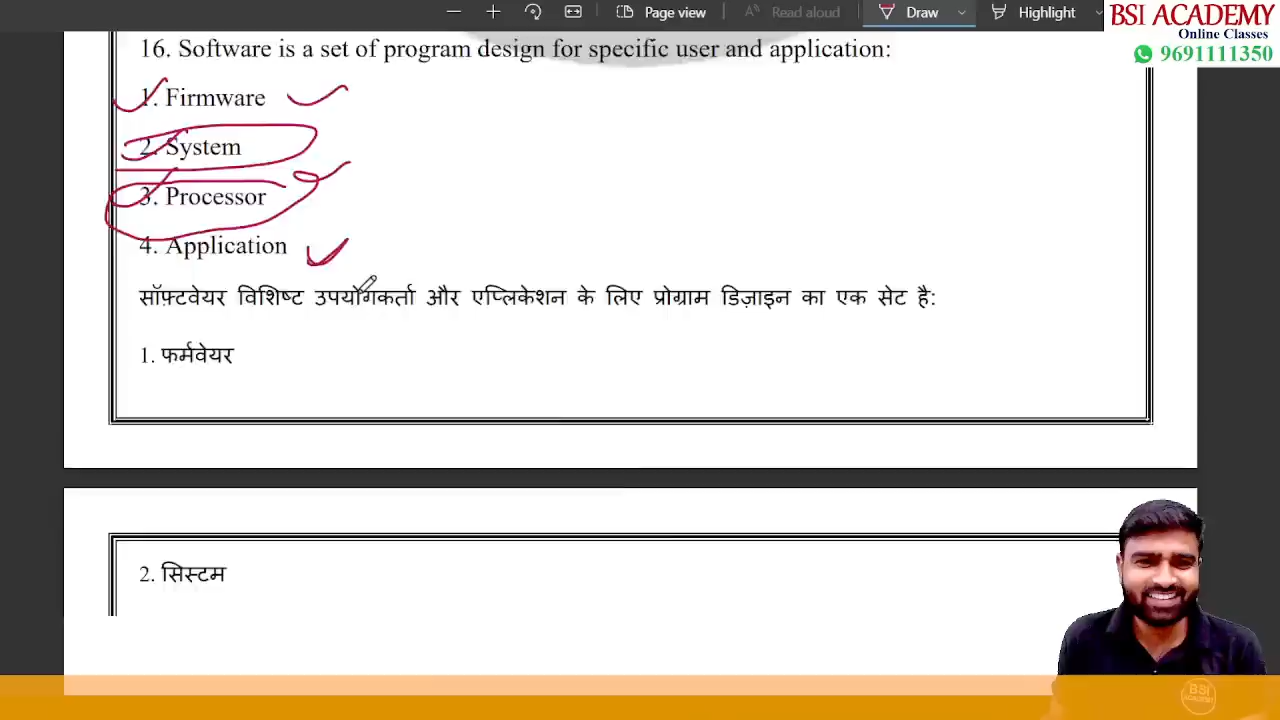 Page view
Read aloud
Draw
Highlight
BSI ACADEMY
Online Classes
9691111350
16. Software is a set of program design for specific user and application:
1. Firmware
2. System
3. Processor
4. Application
सॉफ़्टवेयर विशिष्ट उपयोगकर्ता और एप्लिकेशन के लिए प्रोग्राम डिज़ाइन का एक सेट है:
1. फर्मवेयर
2. सिस्टम
BSI
ACADEMY